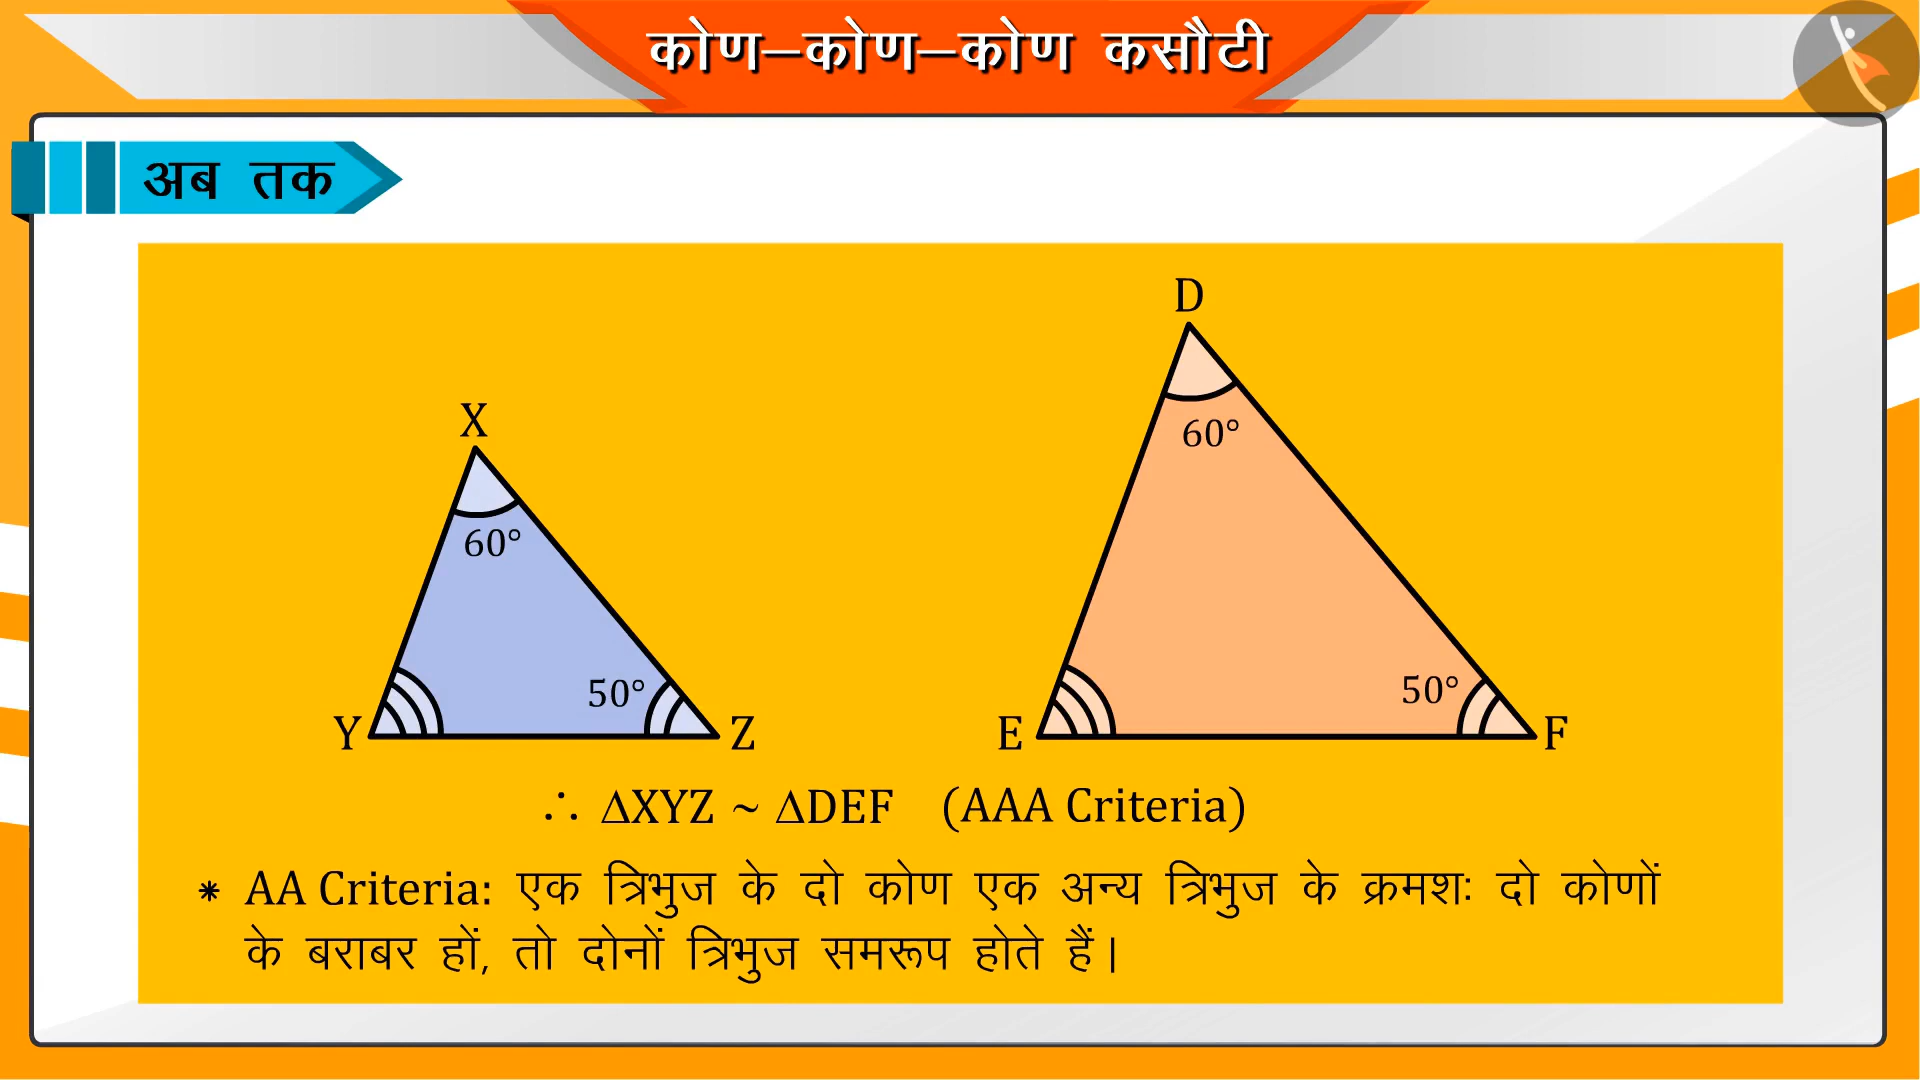 कोण–कोण–कोण कसौटी
अब तक
D
X
60°
60°
50°
50°
Y
Z
E
F
∴ ΔXYZ ~ ΔDEF (AAA Criteria)
* AA Criteria: एक त्रिभुज के दो कोण एक अन्य त्रिभुज के क्रमशः दो कोणों
के बराबर हों, तो दोनों त्रिभुज समरूप होते हैं।